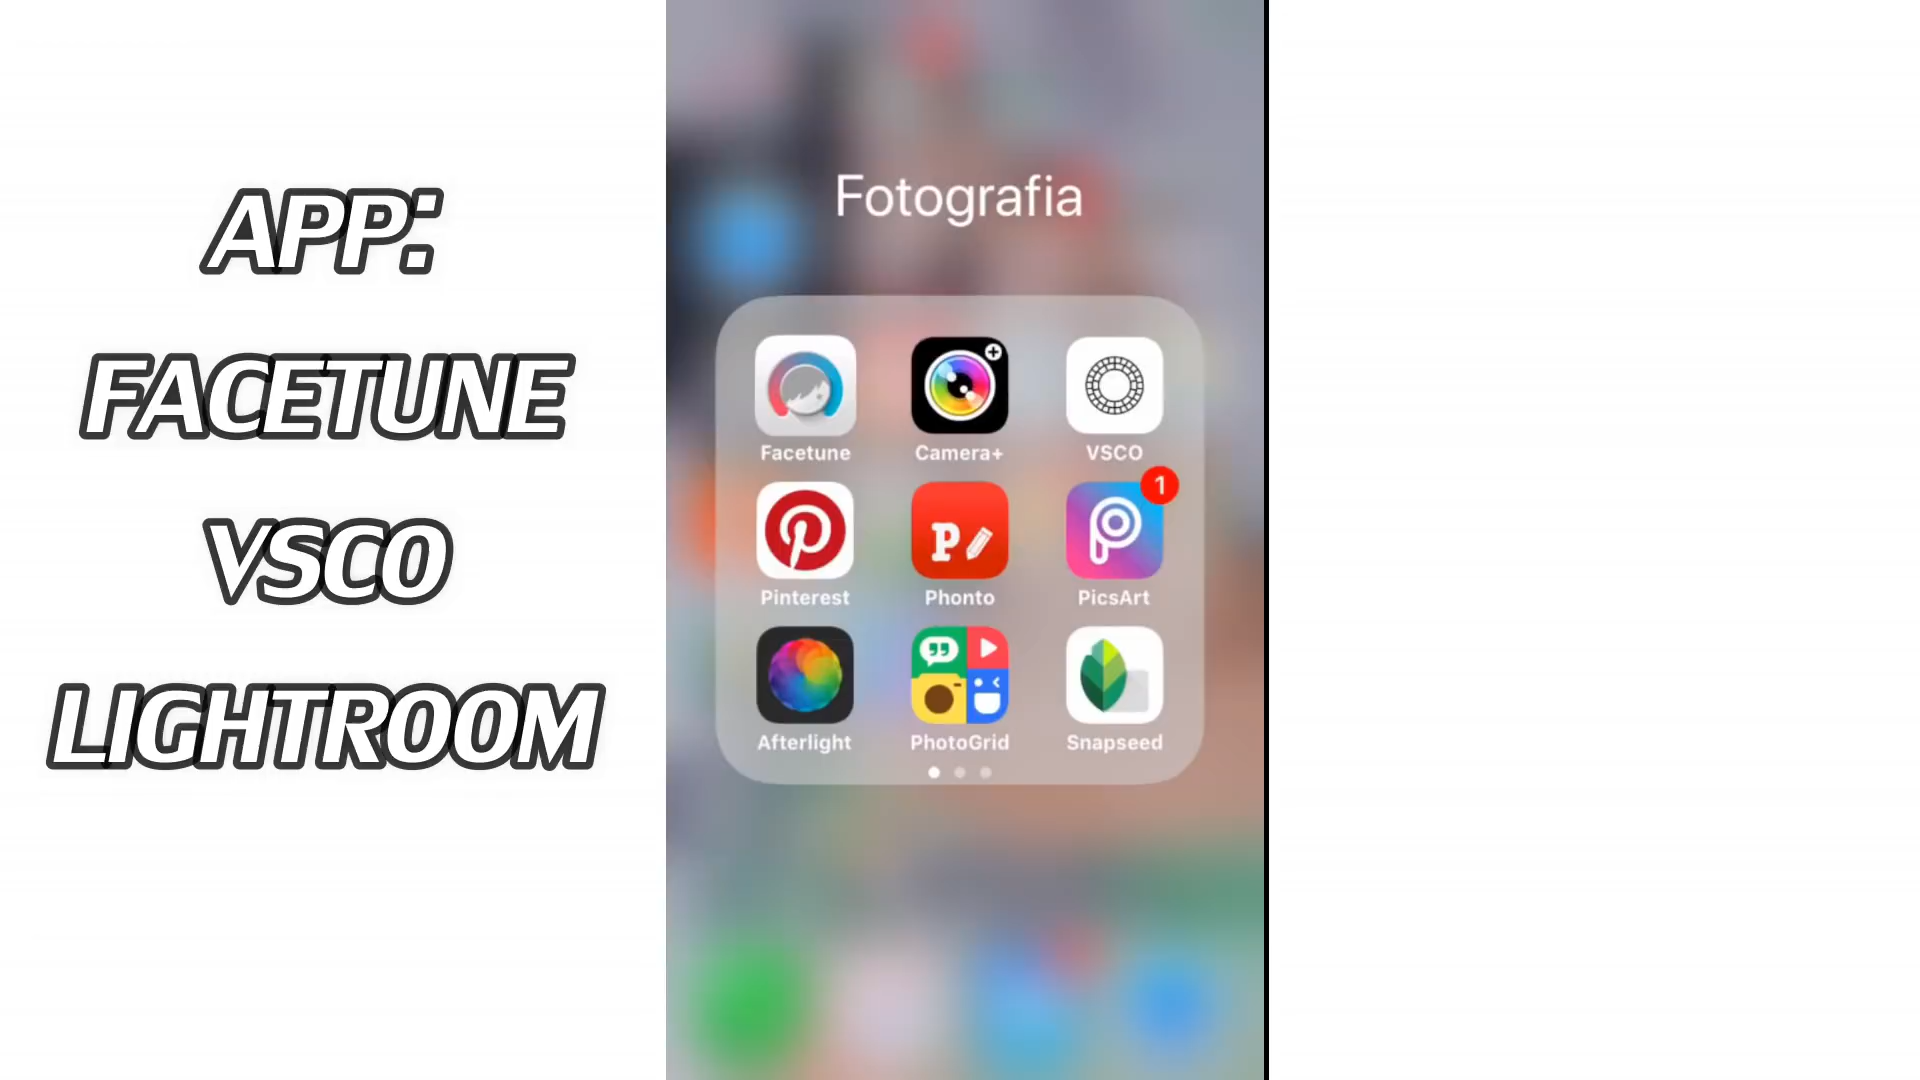 APP:
FACETUNE
VSCO
LIGHTROOM
Fotografia
Facetune Camera+ VSCO
1
Pinterest Phonto PicsArt
Afterlight PhotoGrid Snapseed